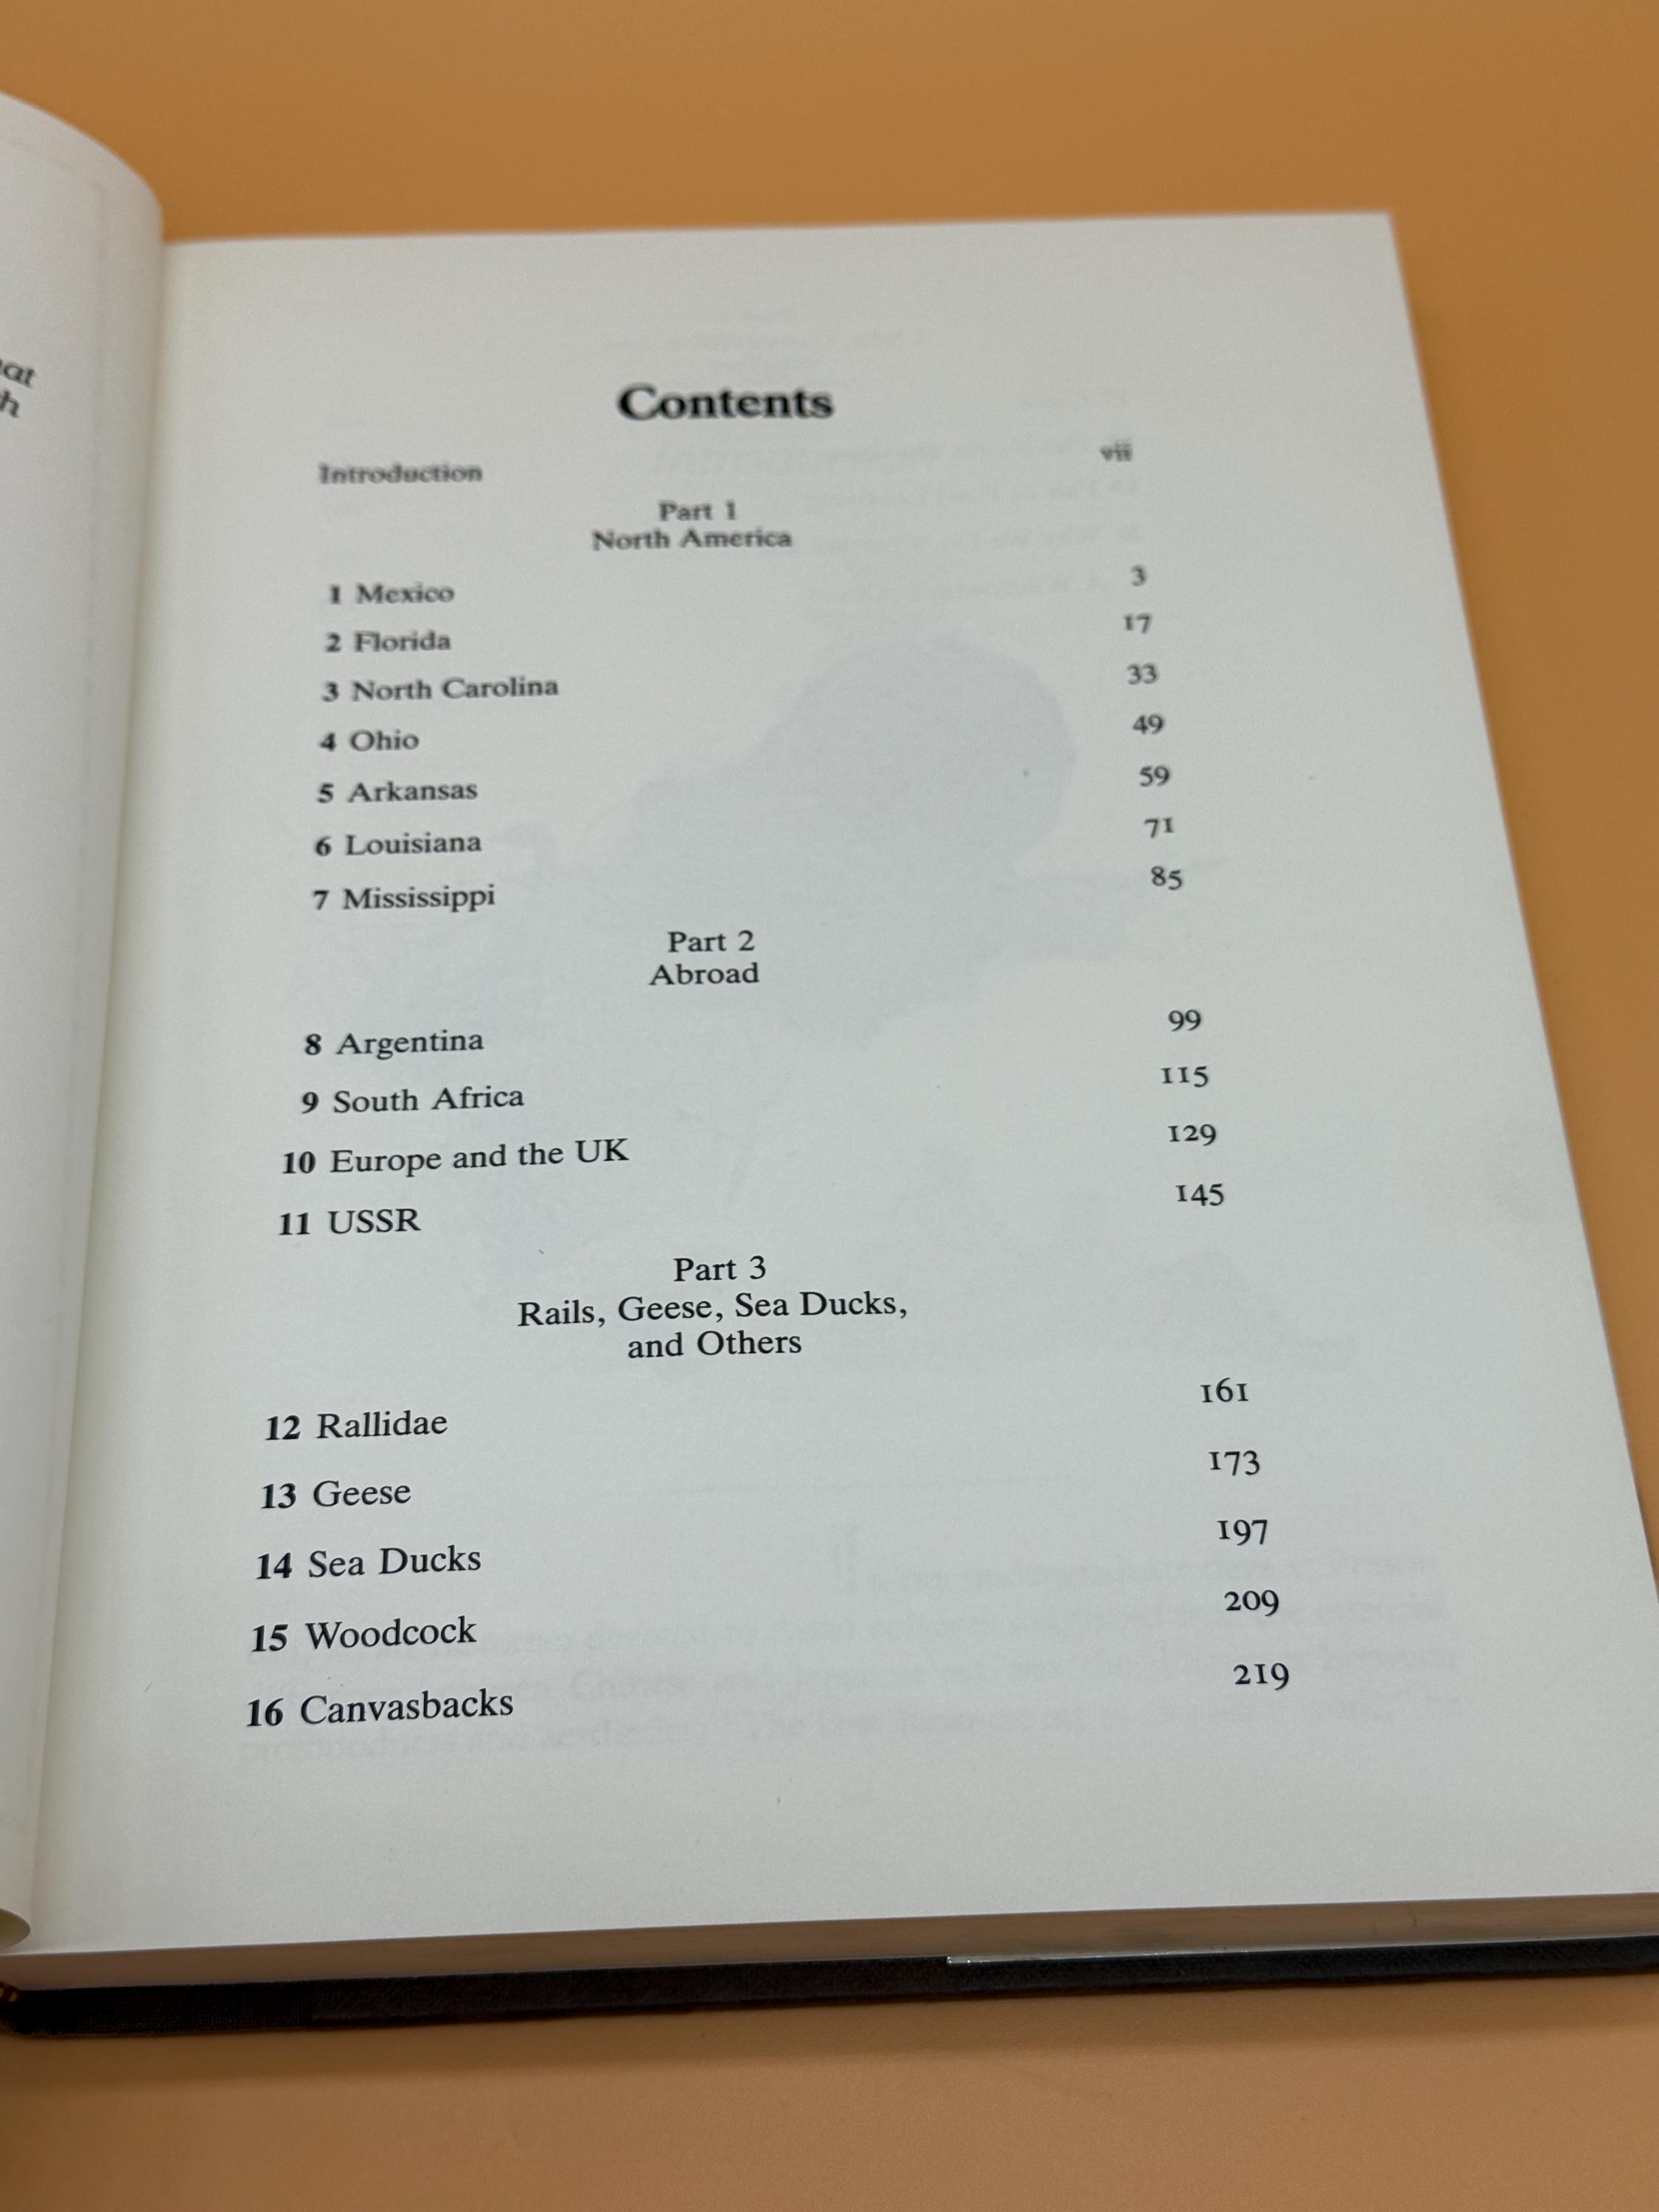 Contents
Introduction vii
Part 1
North America
1 Mexico 3
2 Florida 17
3 North Carolina 33
4 Ohio 49
5 Arkansas 59
6 Louisiana 71
7 Mississippi 85
Part 2
Abroad
8 Argentina 99
9 South Africa 115
10 Europe and the UK 129
11 USSR 145
Part 3
Rails, Geese, Sea Ducks,
and Others
12 Rallidae 161
13 Geese 173
14 Sea Ducks 197
15 Woodcock 209
16 Canvasbacks 219